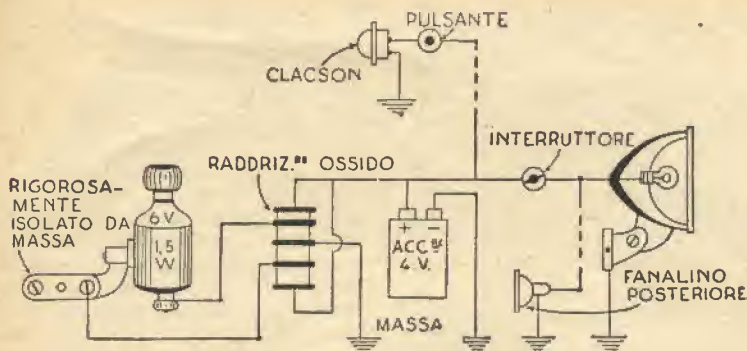 PULSANTE
CLACSON
INTERRUTTORE
RADDRIZ.RE OSSIDO
RIGOROSA-
MENTE
ISOLATO DA
MASSA
6 V
1,5
W
+ −
ACC.RE
4 V.
MASSA
FANALINO
POSTERIORE